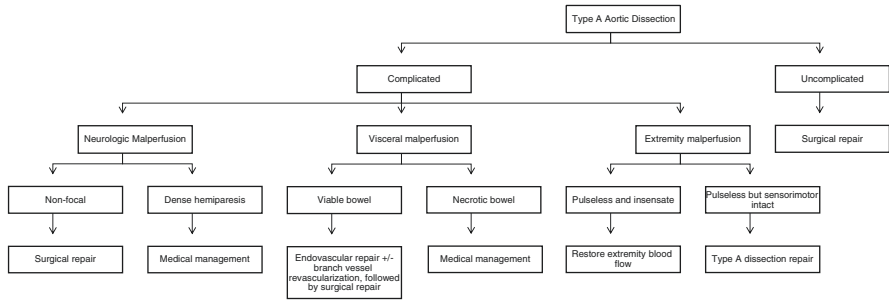 Type A Aortic Dissection
Complicated
Uncomplicated
Neurologic Malperfusion
Visceral malperfusion
Extremity malperfusion
Surgical repair
Non-focal
Dense hemiparesis
Viable bowel
Necrotic bowel
Pulseless and insensate
Pulseless but sensorimotor
intact
Surgical repair
Medical management
Endovascular repair +/-
branch vessel
revascularization, followed
by surgical repair
Medical management
Restore extremity blood
flow
Type A dissection repair